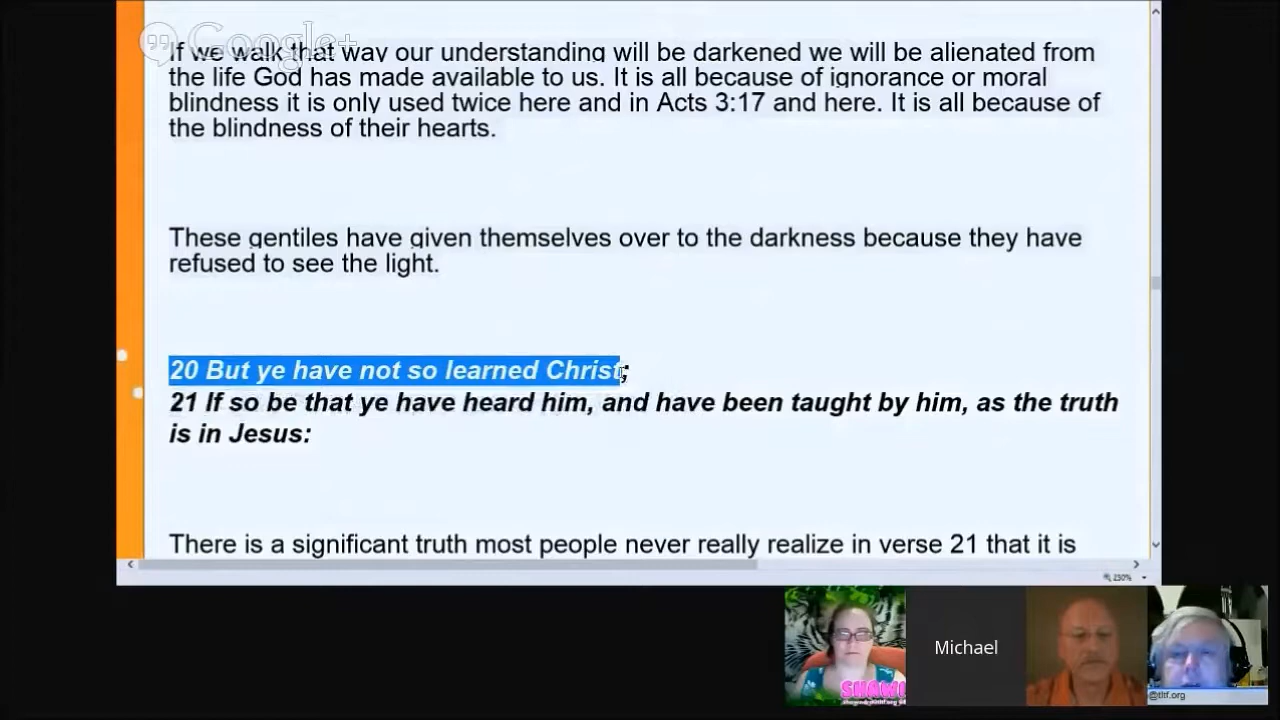 Google+
If we walk that way our understanding will be darkened we will be alienated from
the life God has made available to us. It is all because of ignorance or moral
blindness it is only used twice here and in Acts 3:17 and here. It is all because of
the blindness of their hearts.
These gentiles have given themselves over to the darkness because they have
refused to see the light.
20 But ye have not so learned Christ;
21 If so be that ye have heard him, and have been taught by him, as the truth
is in Jesus:
There is a significant truth most people never really realize in verse 21 that it is
230%
Michael
@tltf.org